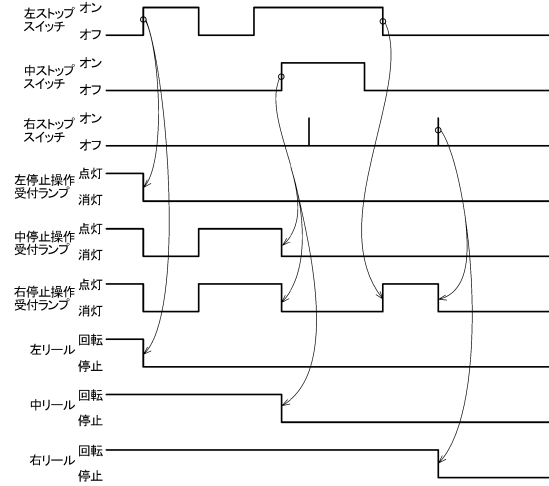 左ストップ オン
スイッチ オフ
中ストップ オン
スイッチ オフ
右ストップ オン
スイッチ オフ
左停止操作 点灯
受付ランプ 消灯
中停止操作 点灯
受付ランプ 消灯
右停止操作 点灯
受付ランプ 消灯
左リール 回転
停止
中リール 回転
停止
右リール 回転
停止